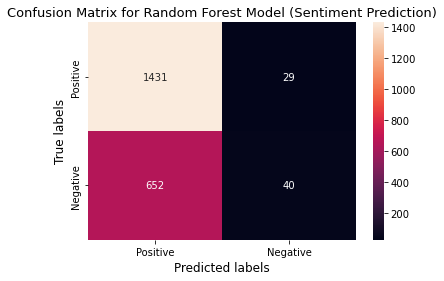 Confusion Matrix for Random Forest Model (Sentiment Prediction)
True labels
Positive
Negative
1431
29
652
40
Positive
Negative
Predicted labels
1400
1200
1000
800
600
400
200